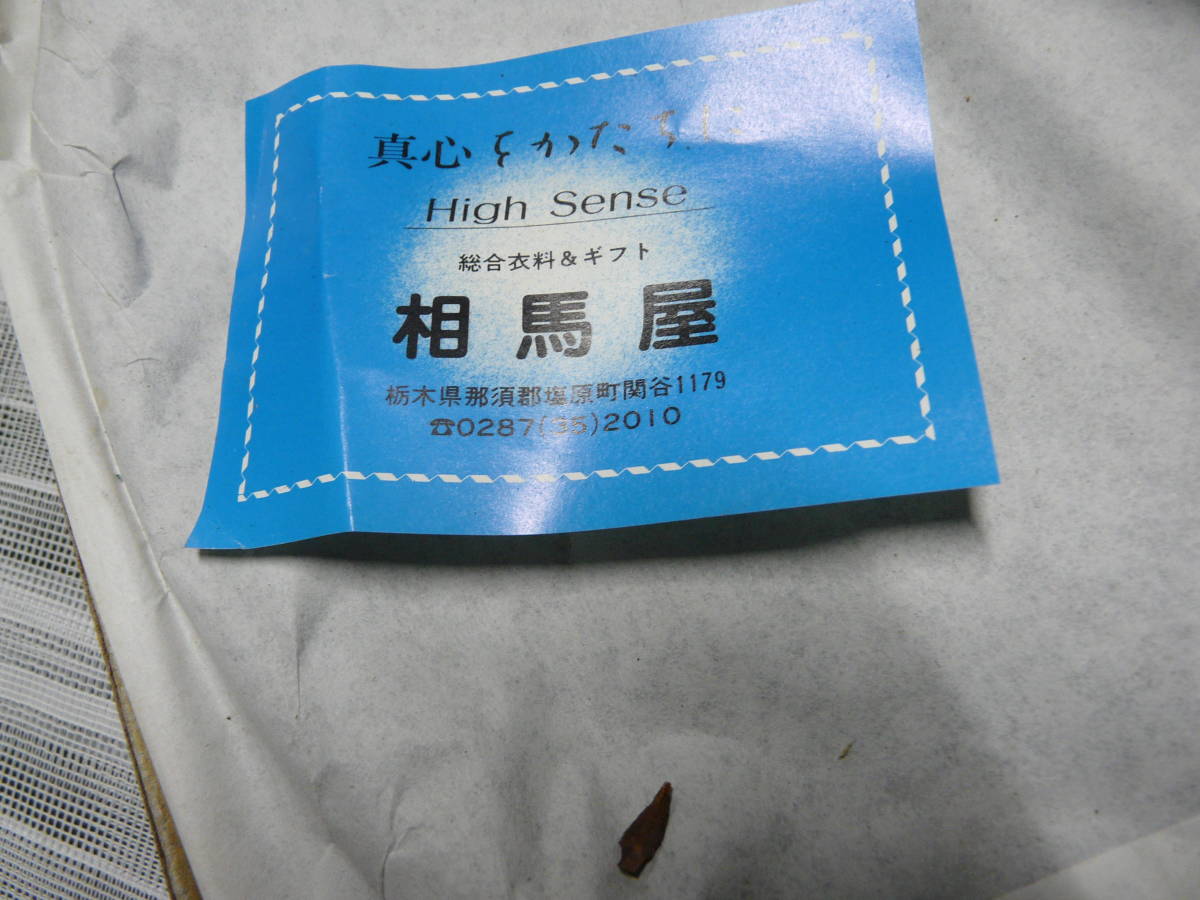 真心をかたちに
High Sense
総合衣料&ギフト
相馬屋
栃木県那須郡塩原町関谷1179
☎0287(35)2010